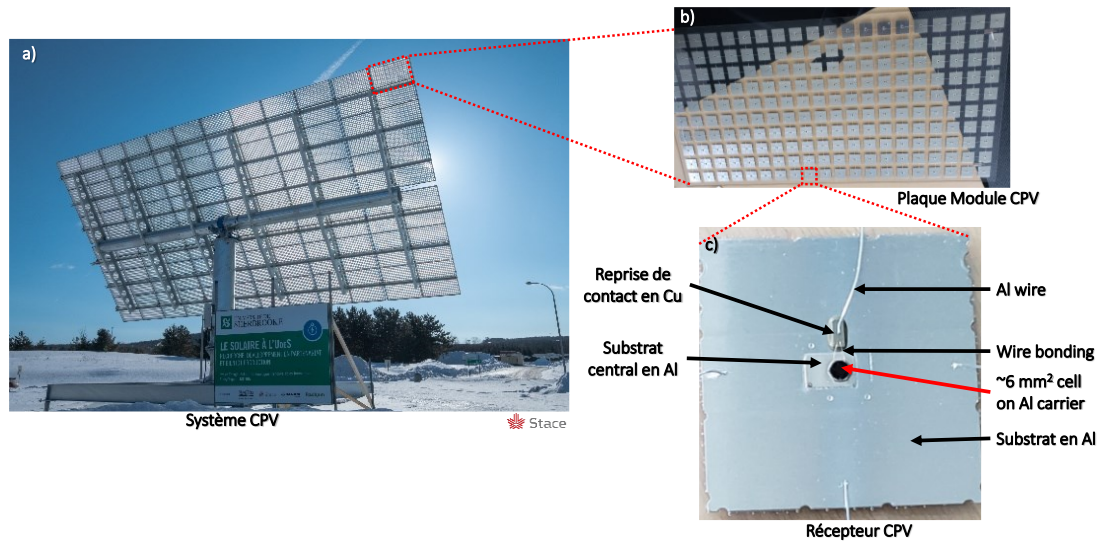 a)
b)
SHERBROOKE
LE SOLAIRE À L'UdeS
Système CPV
Stace
Plaque Module CPV
c)
Reprise de
contact en Cu
Al wire
Substrat
central en Al
Wire bonding
~6 mm² cell
on Al carrier
Substrat en Al
Récepteur CPV